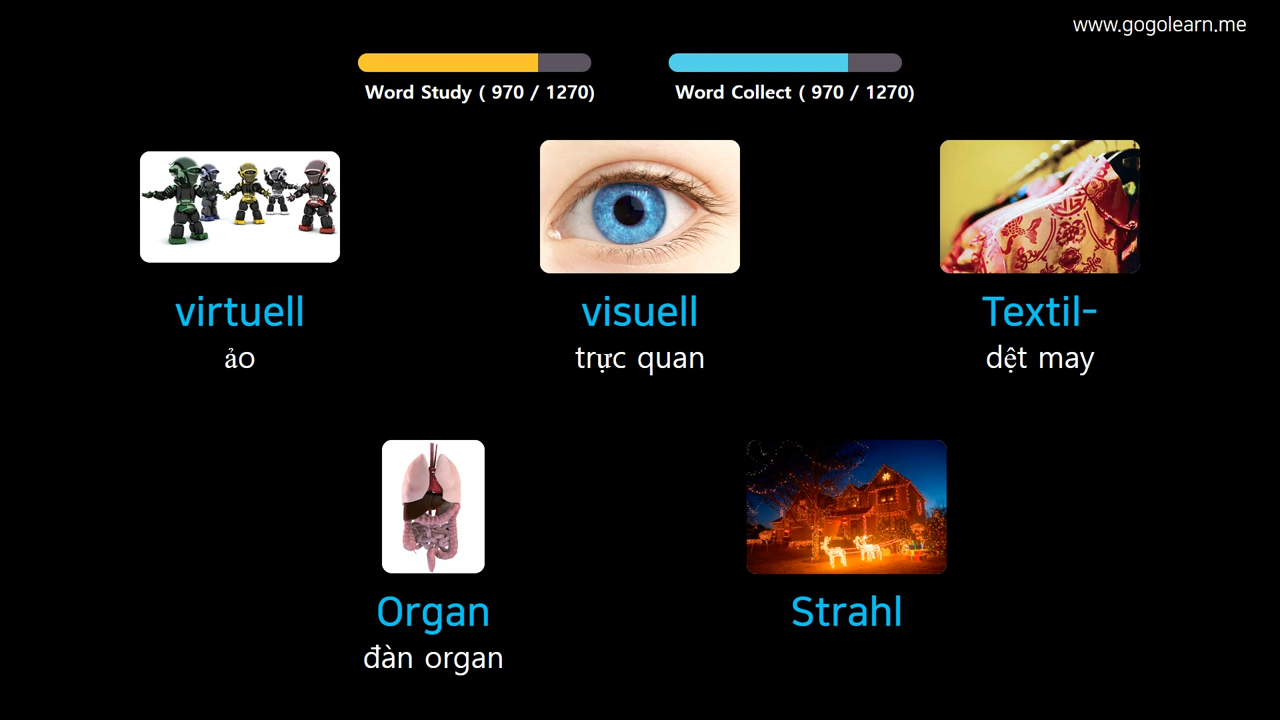 www.gogolearn.me
Word Study ( 970 / 1270)
Word Collect ( 970 / 1270)
virtuell
ảo
visuell
trực quan
Textil-
dệt may
Organ
đàn organ
Strahl